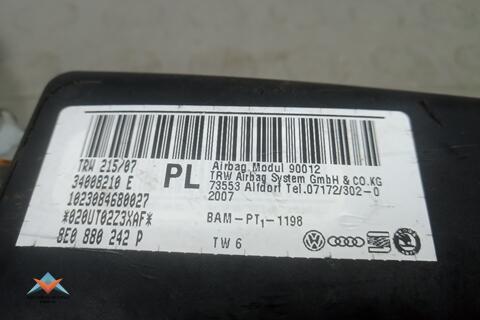 TRW 215/07
34008210 E
1023084680027
*020UT02Z3XAF*
8E0 880 242 P
PL
Airbag Modul 90012
TRW Airbag System GmbH & CO.KG
73553 Alfdorf Tel.07172/302-0
2007
BAM-PT1-1198
TW 6